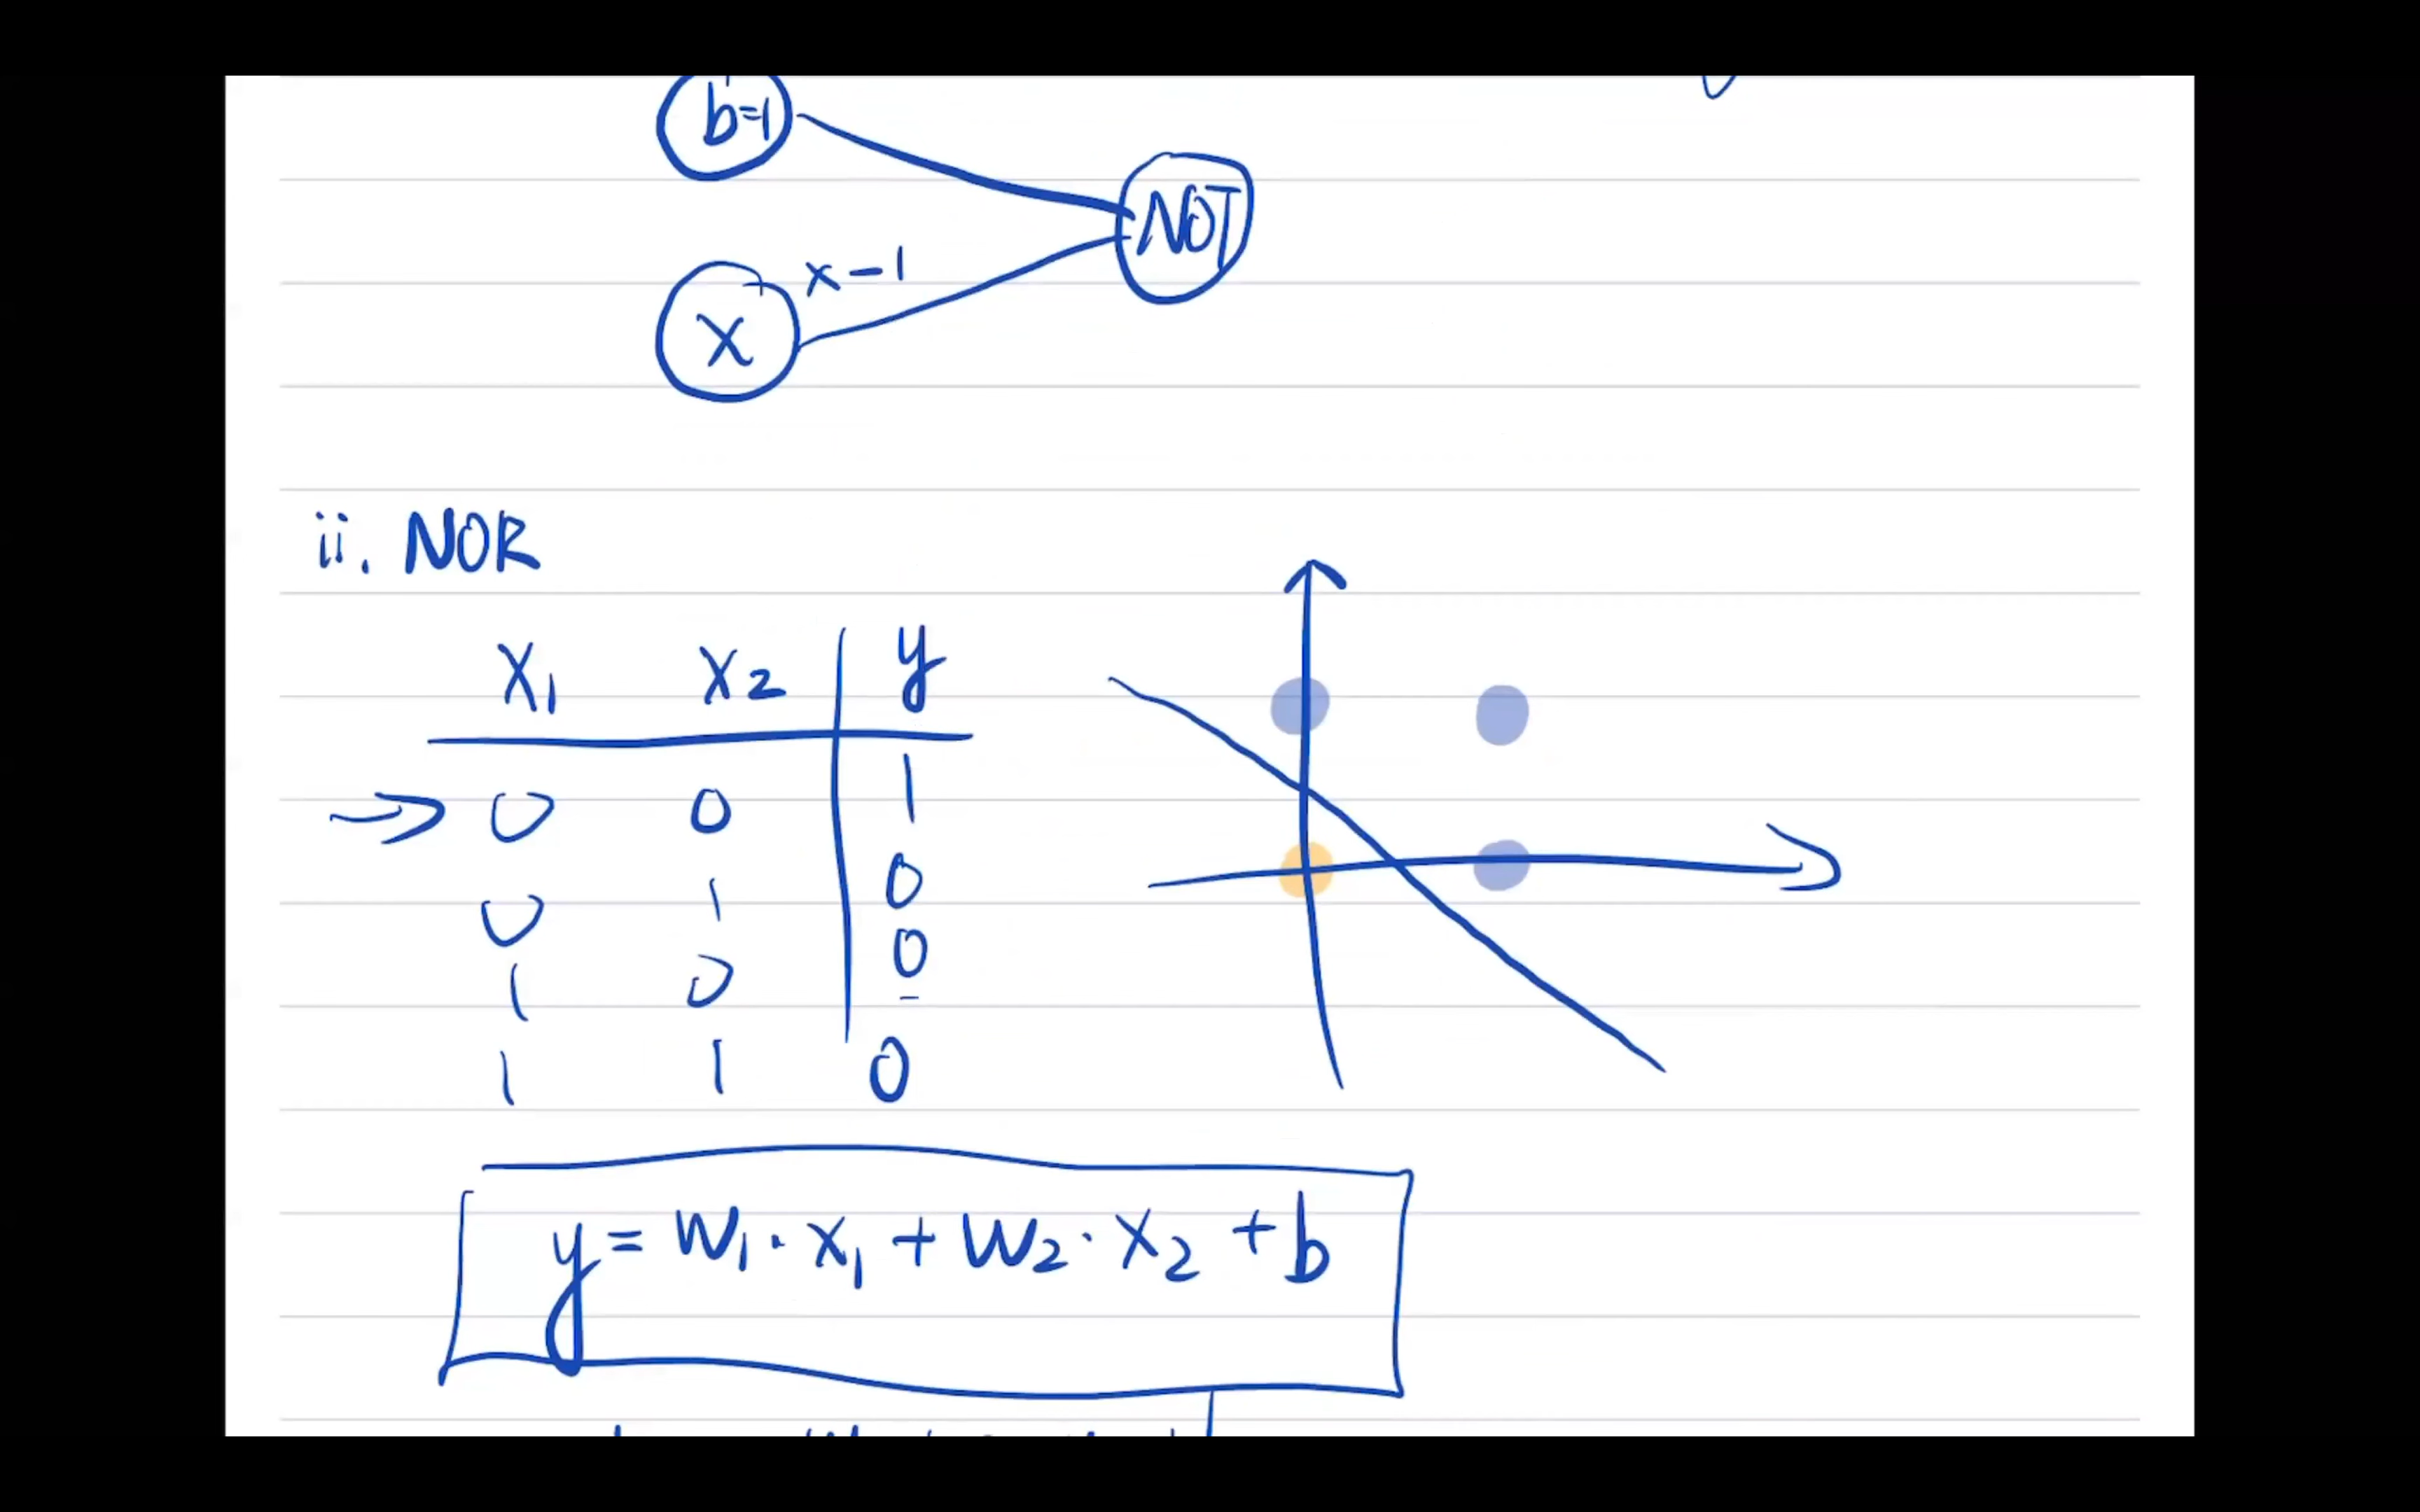 b=1
NOT
x -1
X
ii. NOR
X1 X2 y
0 0 1
0 1 0
1 0 0
1 1 0
y = W1 · X1 + W2 · X2 + b